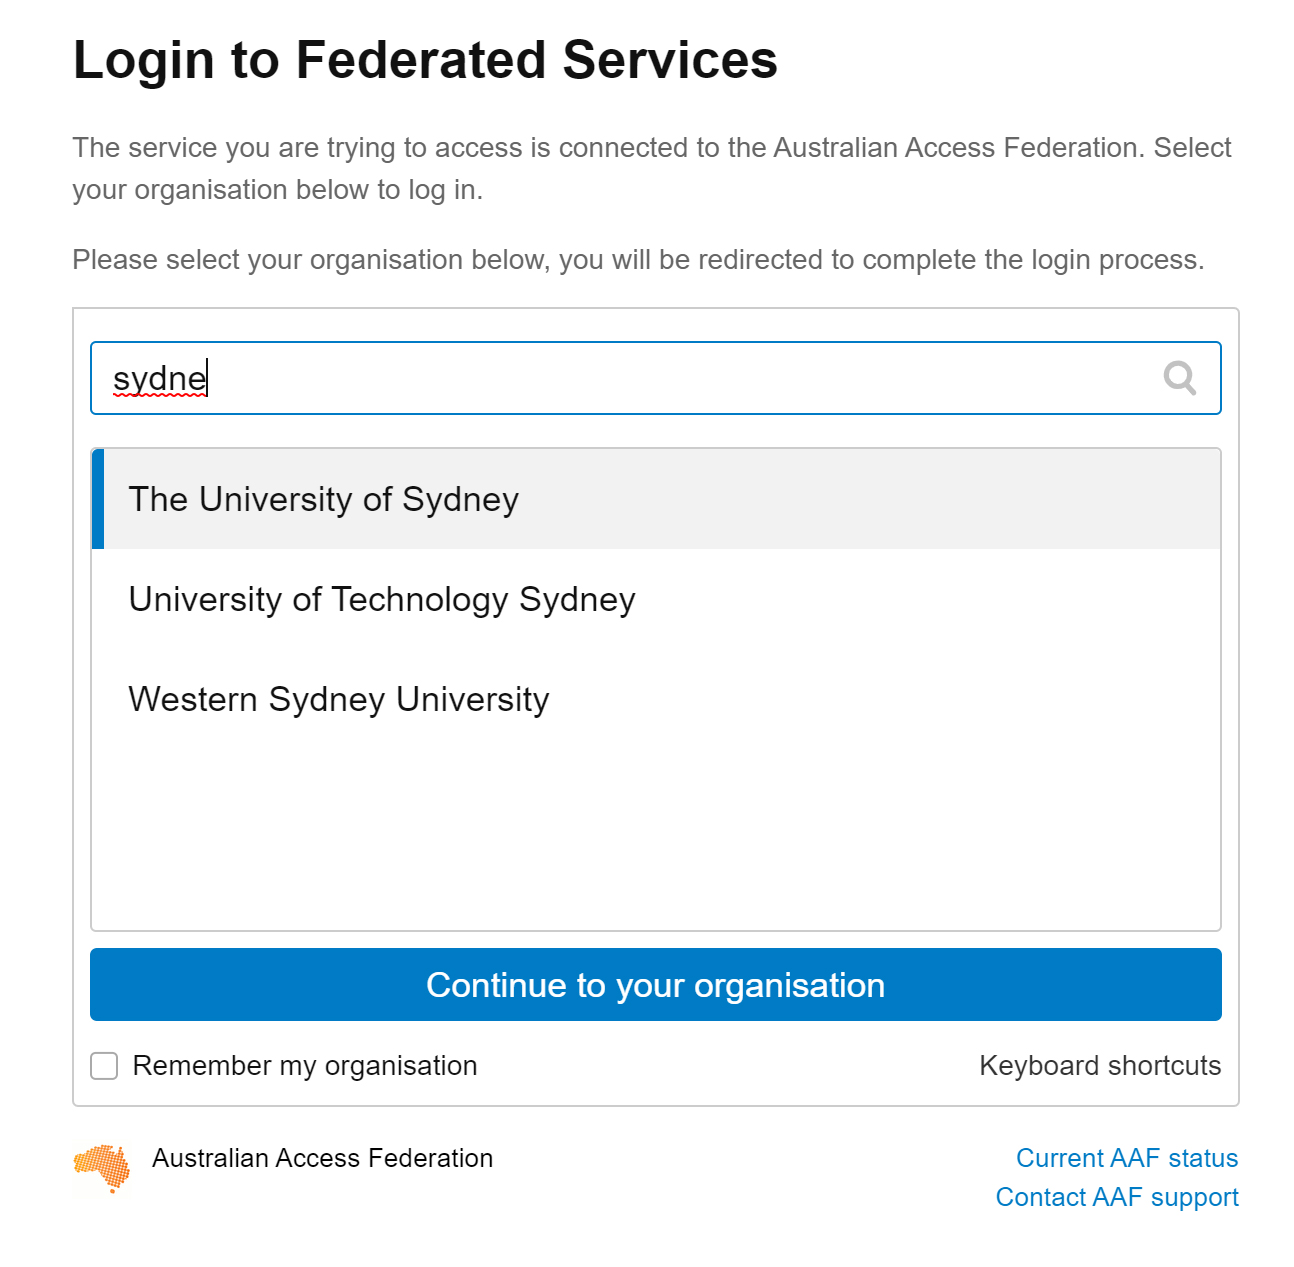 Login to Federated Services
The service you are trying to access is connected to the Australian Access Federation. Select
your organisation below to log in.
Please select your organisation below, you will be redirected to complete the login process.
sydne
The University of Sydney
University of Technology Sydney
Western Sydney University
Continue to your organisation
Remember my organisation
Keyboard shortcuts
Australian Access Federation
Current AAF status
Contact AAF support